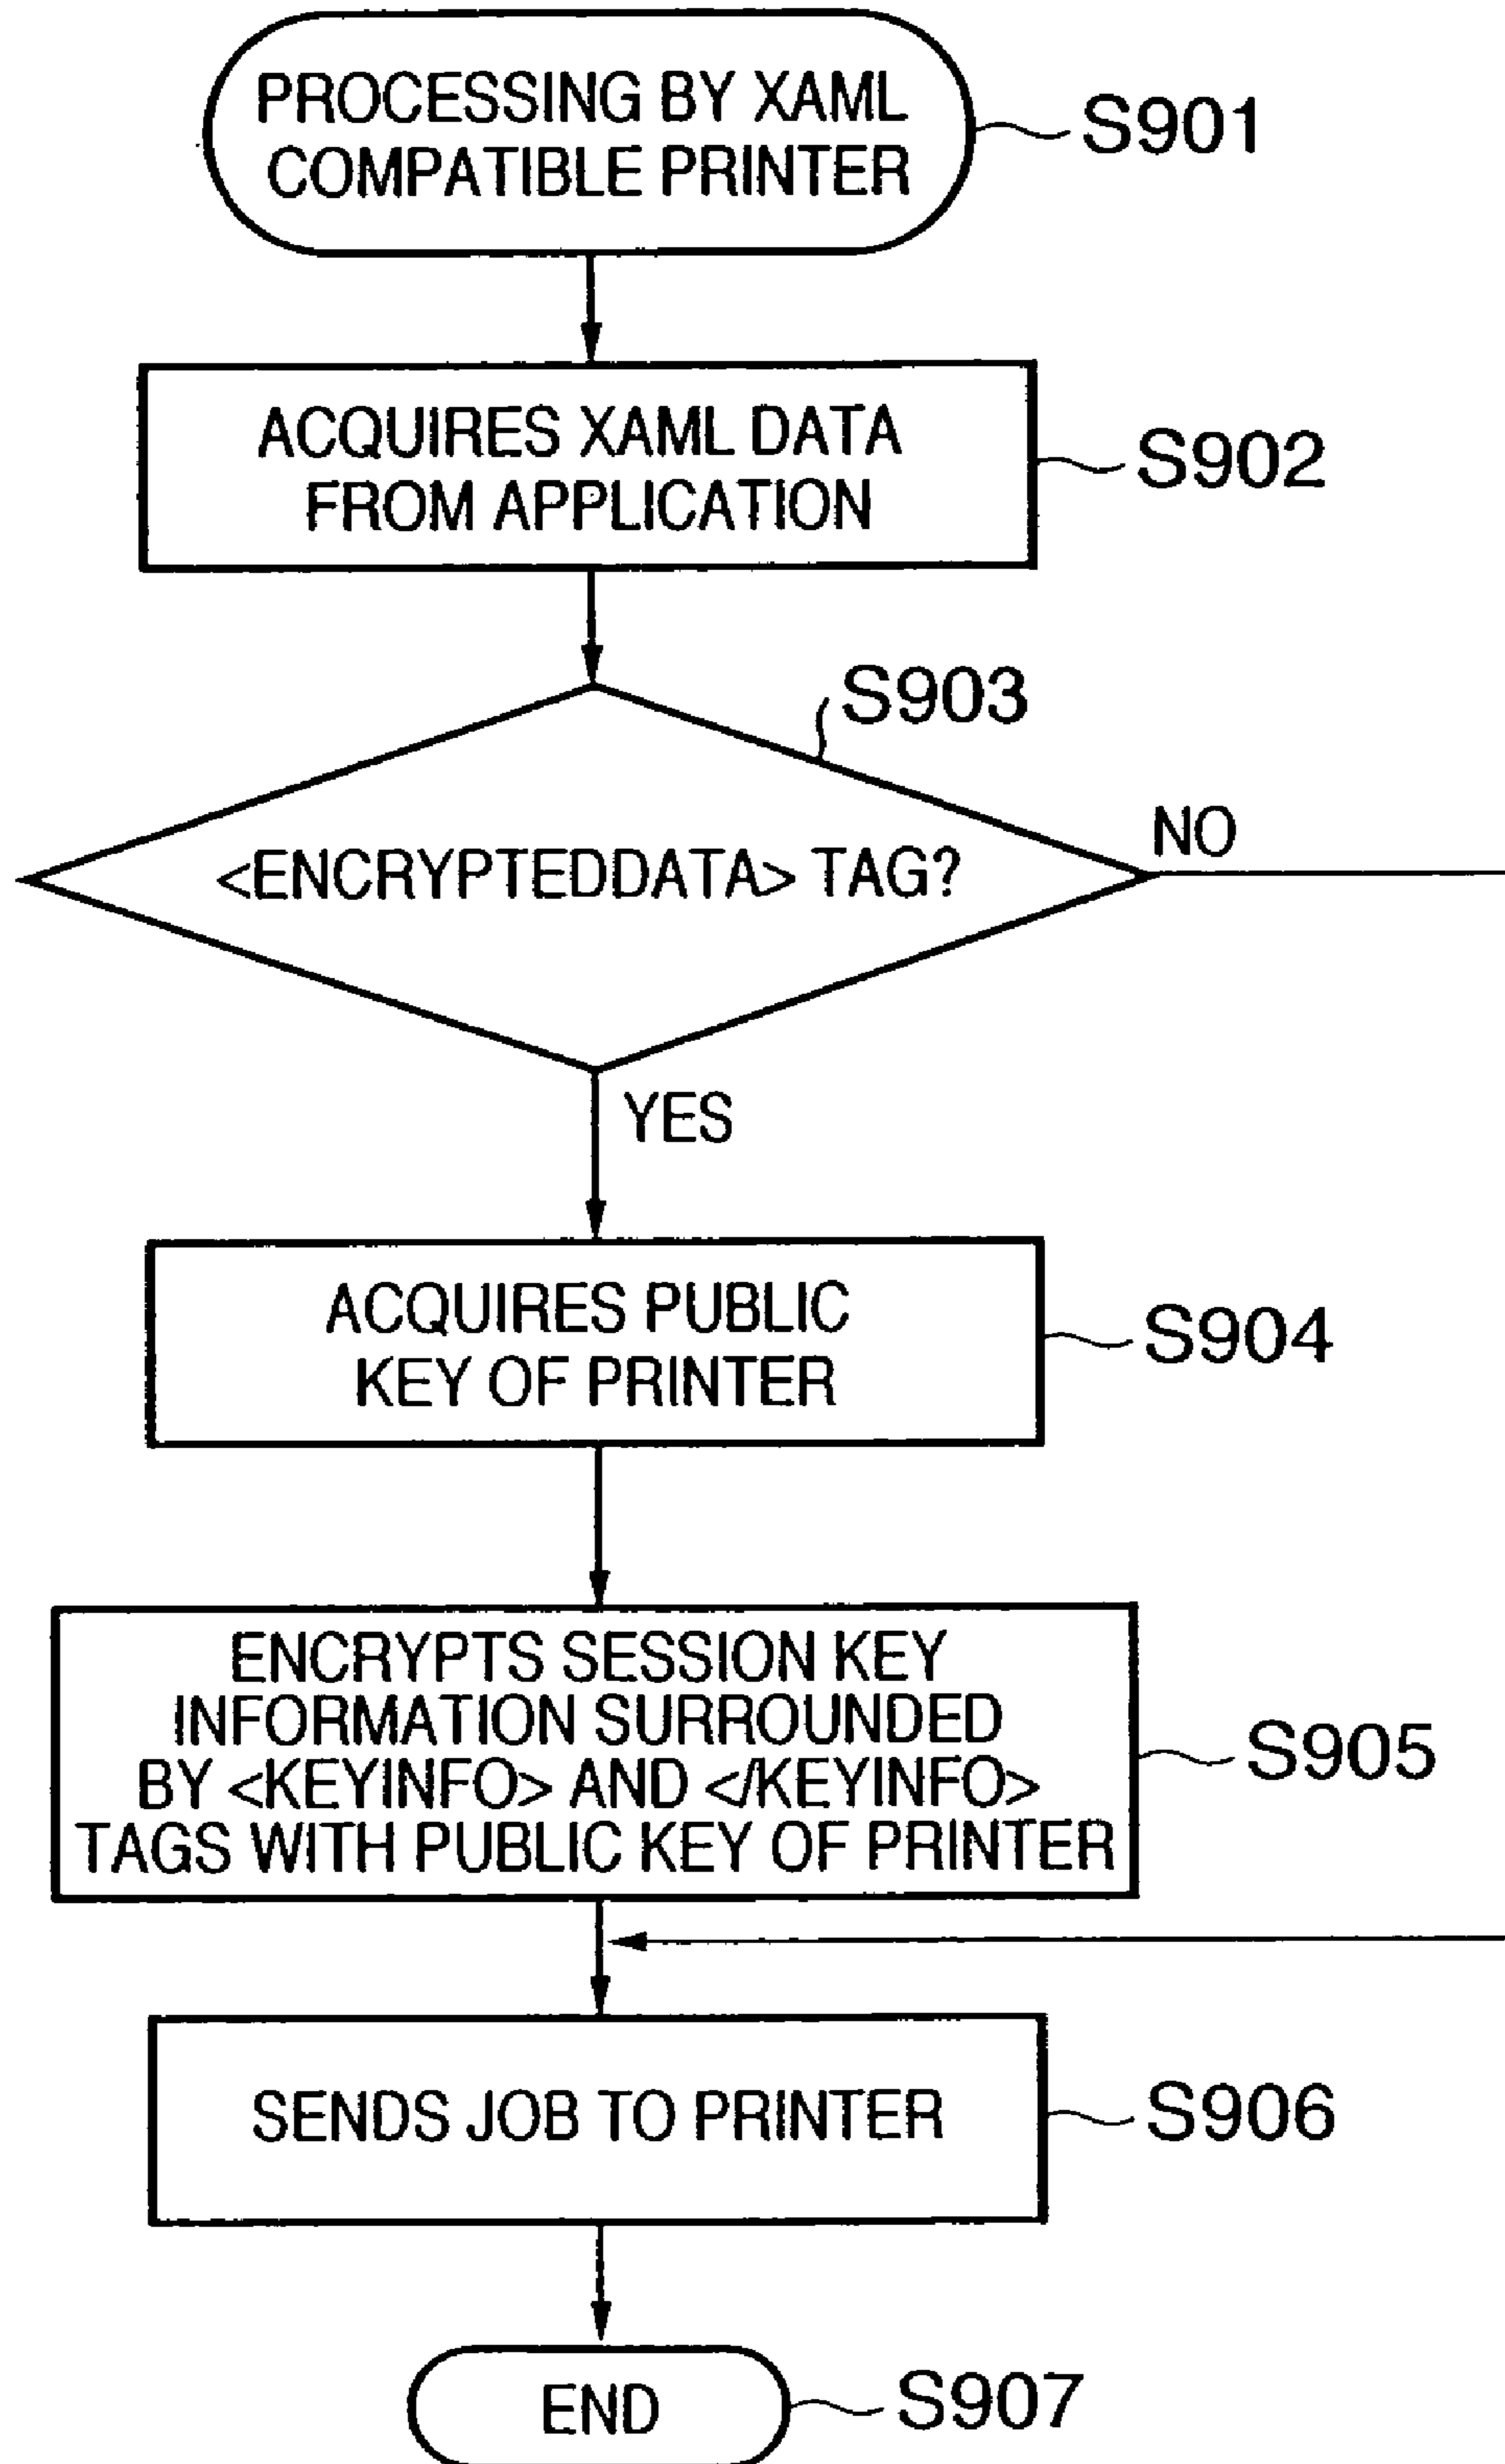 PROCESSING BY XAML
COMPATIBLE PRINTER
S901
ACQUIRES XAML DATA
FROM APPLICATION
S902
S903
<ENCRYPTEDDATA> TAG?
NO
YES
ACQUIRES PUBLIC
KEY OF PRINTER
S904
ENCRYPTS SESSION KEY
INFORMATION SURROUNDED
BY <KEYINFO> AND </KEYINFO>
TAGS WITH PUBLIC KEY OF PRINTER
S905
SENDS JOB TO PRINTER
S906
END
S907